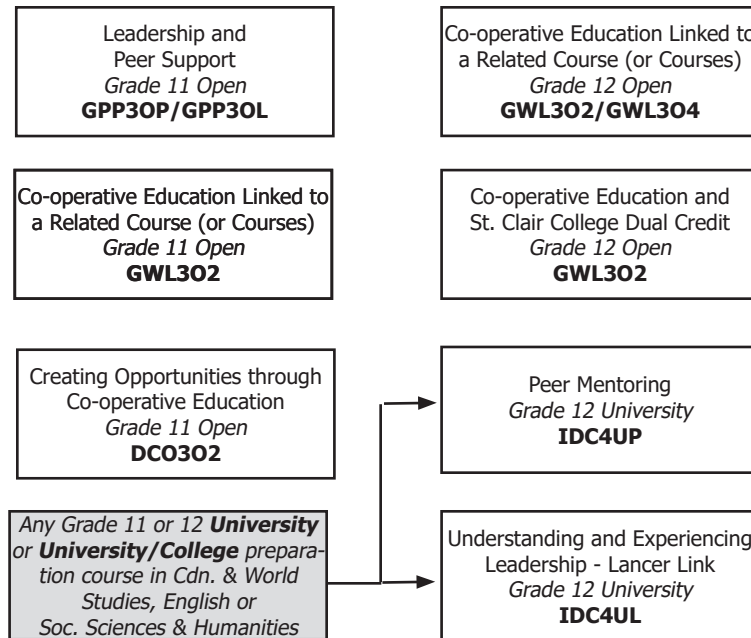 Leadership and
Peer Support
Grade 11 Open
GPP3OP/GPP3OL
Co-operative Education Linked to
a Related Course (or Courses)
Grade 12 Open
GWL3O2/GWL3O4
Co-operative Education Linked to
a Related Course (or Courses)
Grade 11 Open
GWL3O2
Co-operative Education and
St. Clair College Dual Credit
Grade 12 Open
GWL3O2
Creating Opportunities through
Co-operative Education
Grade 11 Open
DCO3O2
Peer Mentoring
Grade 12 University
IDC4UP
Any Grade 11 or 12 University
or University/College prepara-
tion course in Cdn. & World
Studies, English or
Soc. Sciences & Humanities
Understanding and Experiencing
Leadership - Lancer Link
Grade 12 University
IDC4UL